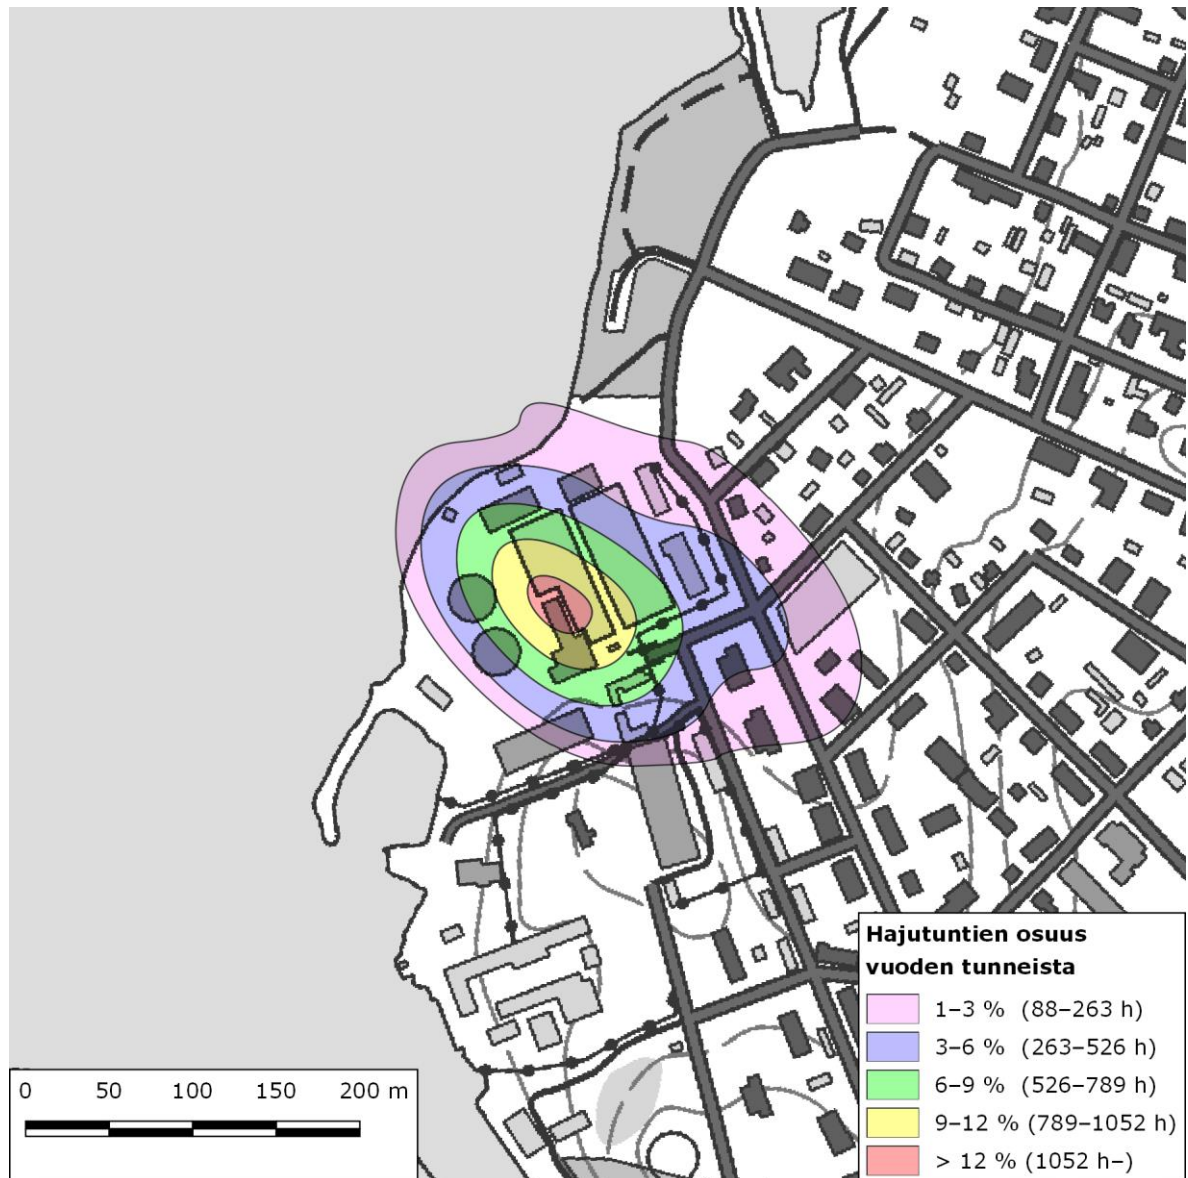 Hajutuntien osuus
vuoden tunneista
1–3 % (88–263 h)
3–6 % (263–526 h)
6–9 % (526–789 h)
9–12 % (789–1052 h)
> 12 % (1052 h–)
0 50 100 150 200 m